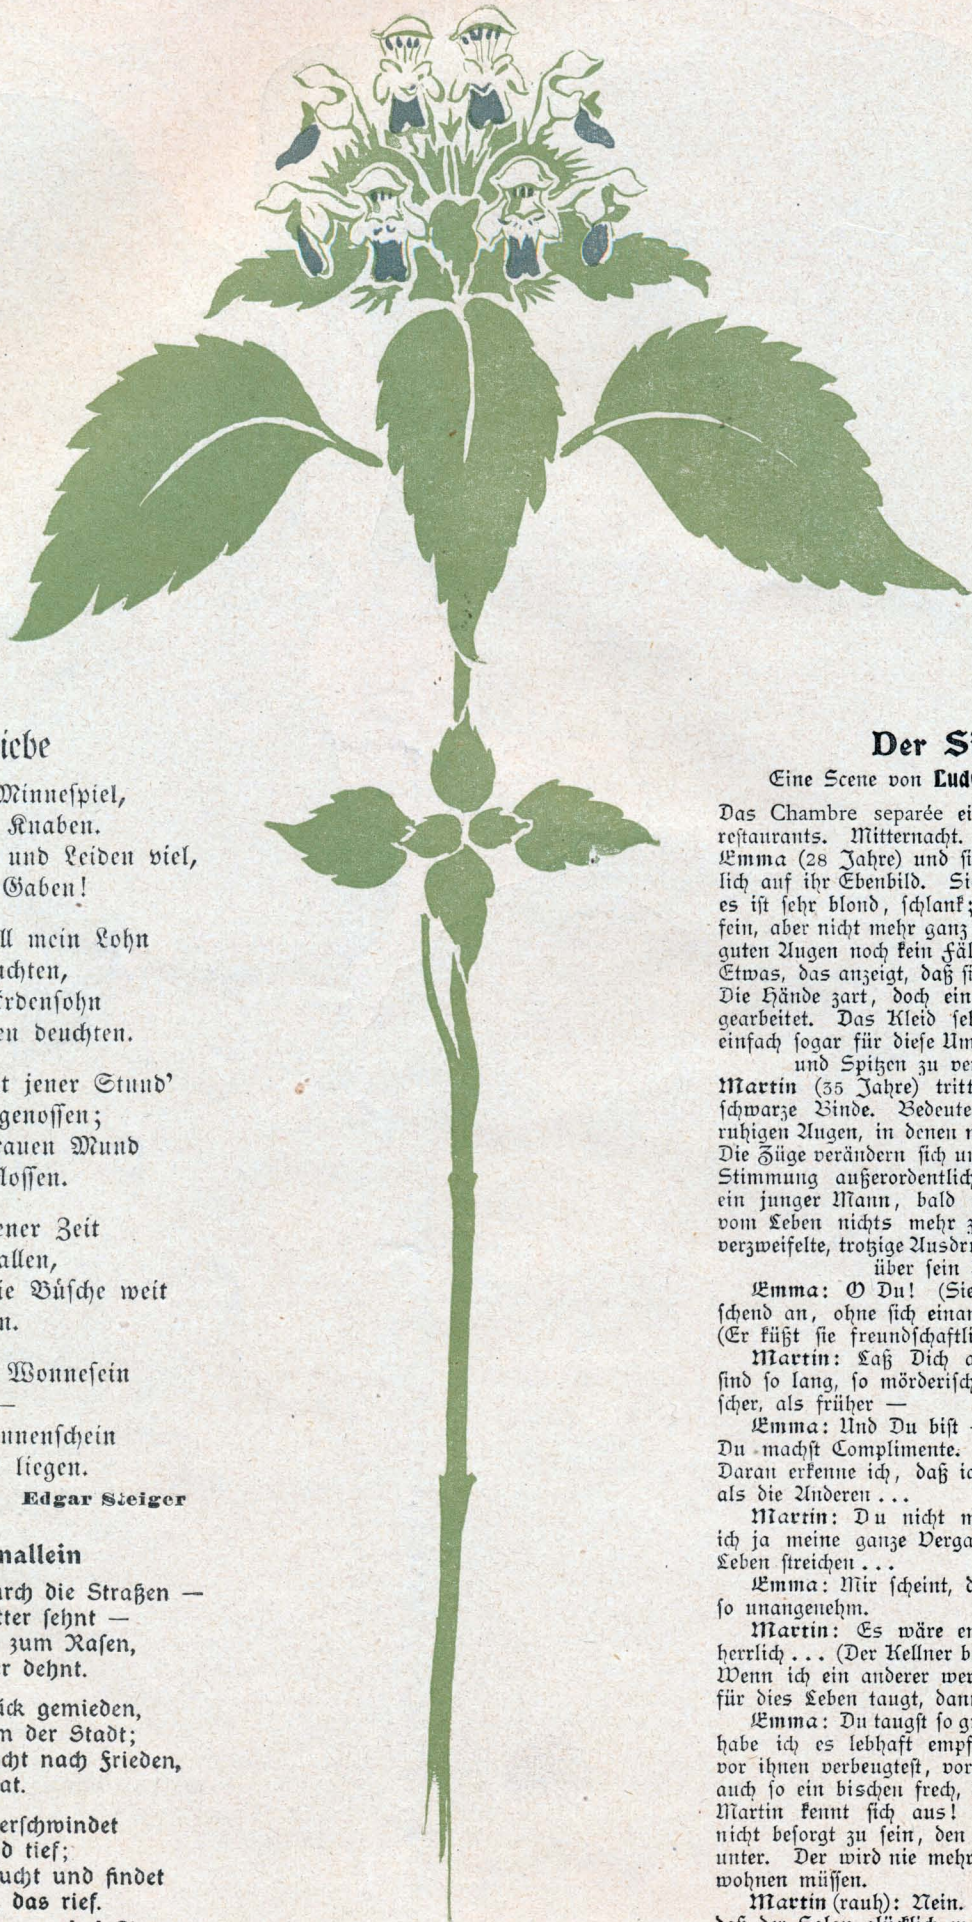 iebe
Minnespiel,
Knaben.
und Leiden viel,
Gaben!
ll mein Lohn
uchten,
rdensohn
en deuchten.
t jener Stund'
genossen;
rauen Mund
lossen.
ener Zeit
allen,
ie Büsche weit
n.
Wonnesein
—
nnenschein
liegen.
Edgar Steiger
nallein
urch die Straßen —
tter sehnt —
zum Rasen,
r dehnt.
ück gemieden,
n der Stadt;
cht nach Frieden,
at.
erschwindet
d tief;
ucht und findet
das rief.
Der S
Eine Scene von Lud
Das Chambre separée ei
restaurants. Mitternacht.
Emma (28 Jahre) und si
lich auf ihr Ebenbild. Si
es ist sehr blond, schlank;
fein, aber nicht mehr ganz
guten Augen noch kein Fäl
Etwas, das anzeigt, daß si
Die Hände zart, doch ein
gearbeitet. Das Kleid seh
einfach sogar für diese Um
und Spitzen zu ver
Martin (35 Jahre) tritt
schwarze Binde. Bedeute
ruhigen Augen, in denen n
Die Züge verändern sich un
Stimmung außerordentlich
ein junger Mann, bald
vom Leben nichts mehr z
verzweifelte, trotzige Ausdr
über sein
Emma: O Du! (Sie
schend an, ohne sich einan
(Er küßt sie freundschaftli
Martin: Laß Dich a
sind so lang, so mörderisch
scher, als früher —
Emma: Und Du bist -
Du machst Complimente.
Daran erkenne ich, daß ic
als die Anderen ...
Martin: Du nicht m
ich ja meine ganze Verga
Leben streichen ...
Emma: Mir scheint, d
so unangenehm.
Martin: Es wäre en
herrlich ... (Der Kellner b
Wenn ich ein anderer wer
für dies Leben taugt, dann
Emma: Du taugst so gu
habe ich es lebhaft empf
vor ihnen verbeugtest, vor
auch so ein bischen frech,
Martin kennt sich aus!
nicht besorgt zu sein, den
unter. Der wird nie mehr
wohnen müssen.
Martin (rauh): Nein.